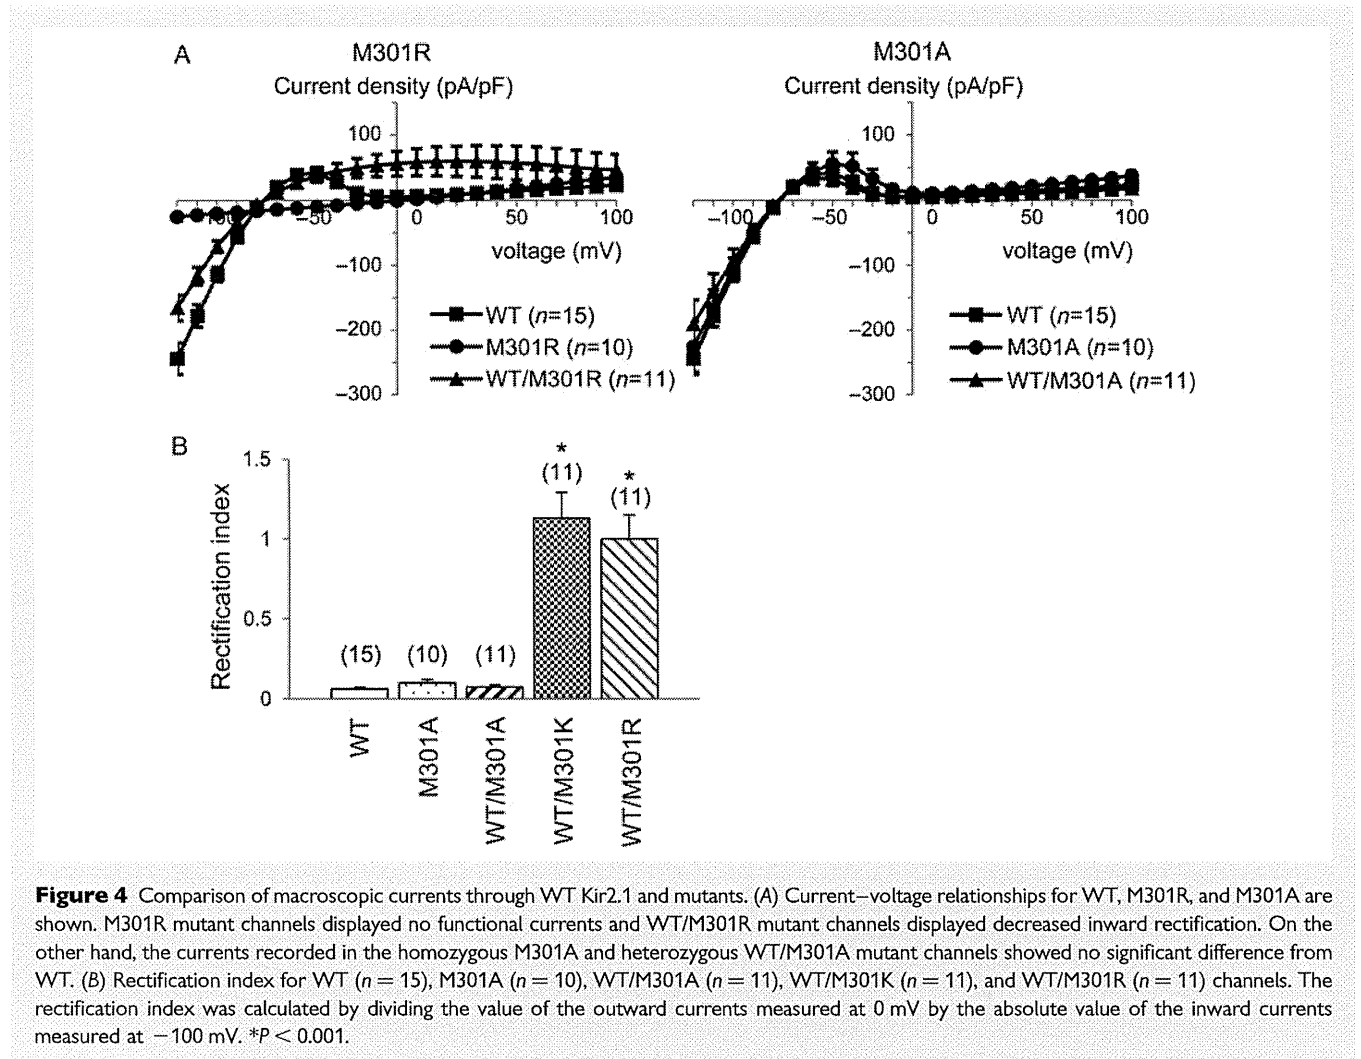 A
M301R
Current density (pA/pF)
100
−100
−50
0
50
100
voltage (mV)
−100
−200
−300
WT (n=15)
M301R (n=10)
WT/M301R (n=11)
M301A
Current density (pA/pF)
100
−100
−50
0
50
100
voltage (mV)
−100
−200
−300
WT (n=15)
M301A (n=10)
WT/M301A (n=11)
B
Rectification index
1.5
1
0.5
0
(15)
(10)
(11)
*
(11)
*
(11)
WT
M301A
WT/M301A
WT/M301K
WT/M301R
Figure 4 Comparison of macroscopic currents through WT Kir2.1 and mutants. (A) Current–voltage relationships for WT, M301R, and M301A are
shown. M301R mutant channels displayed no functional currents and WT/M301R mutant channels displayed decreased inward rectification. On the
other hand, the currents recorded in the homozygous M301A and heterozygous WT/M301A mutant channels showed no significant difference from
WT. (B) Rectification index for WT (n = 15), M301A (n = 10), WT/M301A (n = 11), WT/M301K (n = 11), and WT/M301R (n = 11) channels. The
rectification index was calculated by dividing the value of the outward currents measured at 0 mV by the absolute value of the inward currents
measured at −100 mV. *P < 0.001.